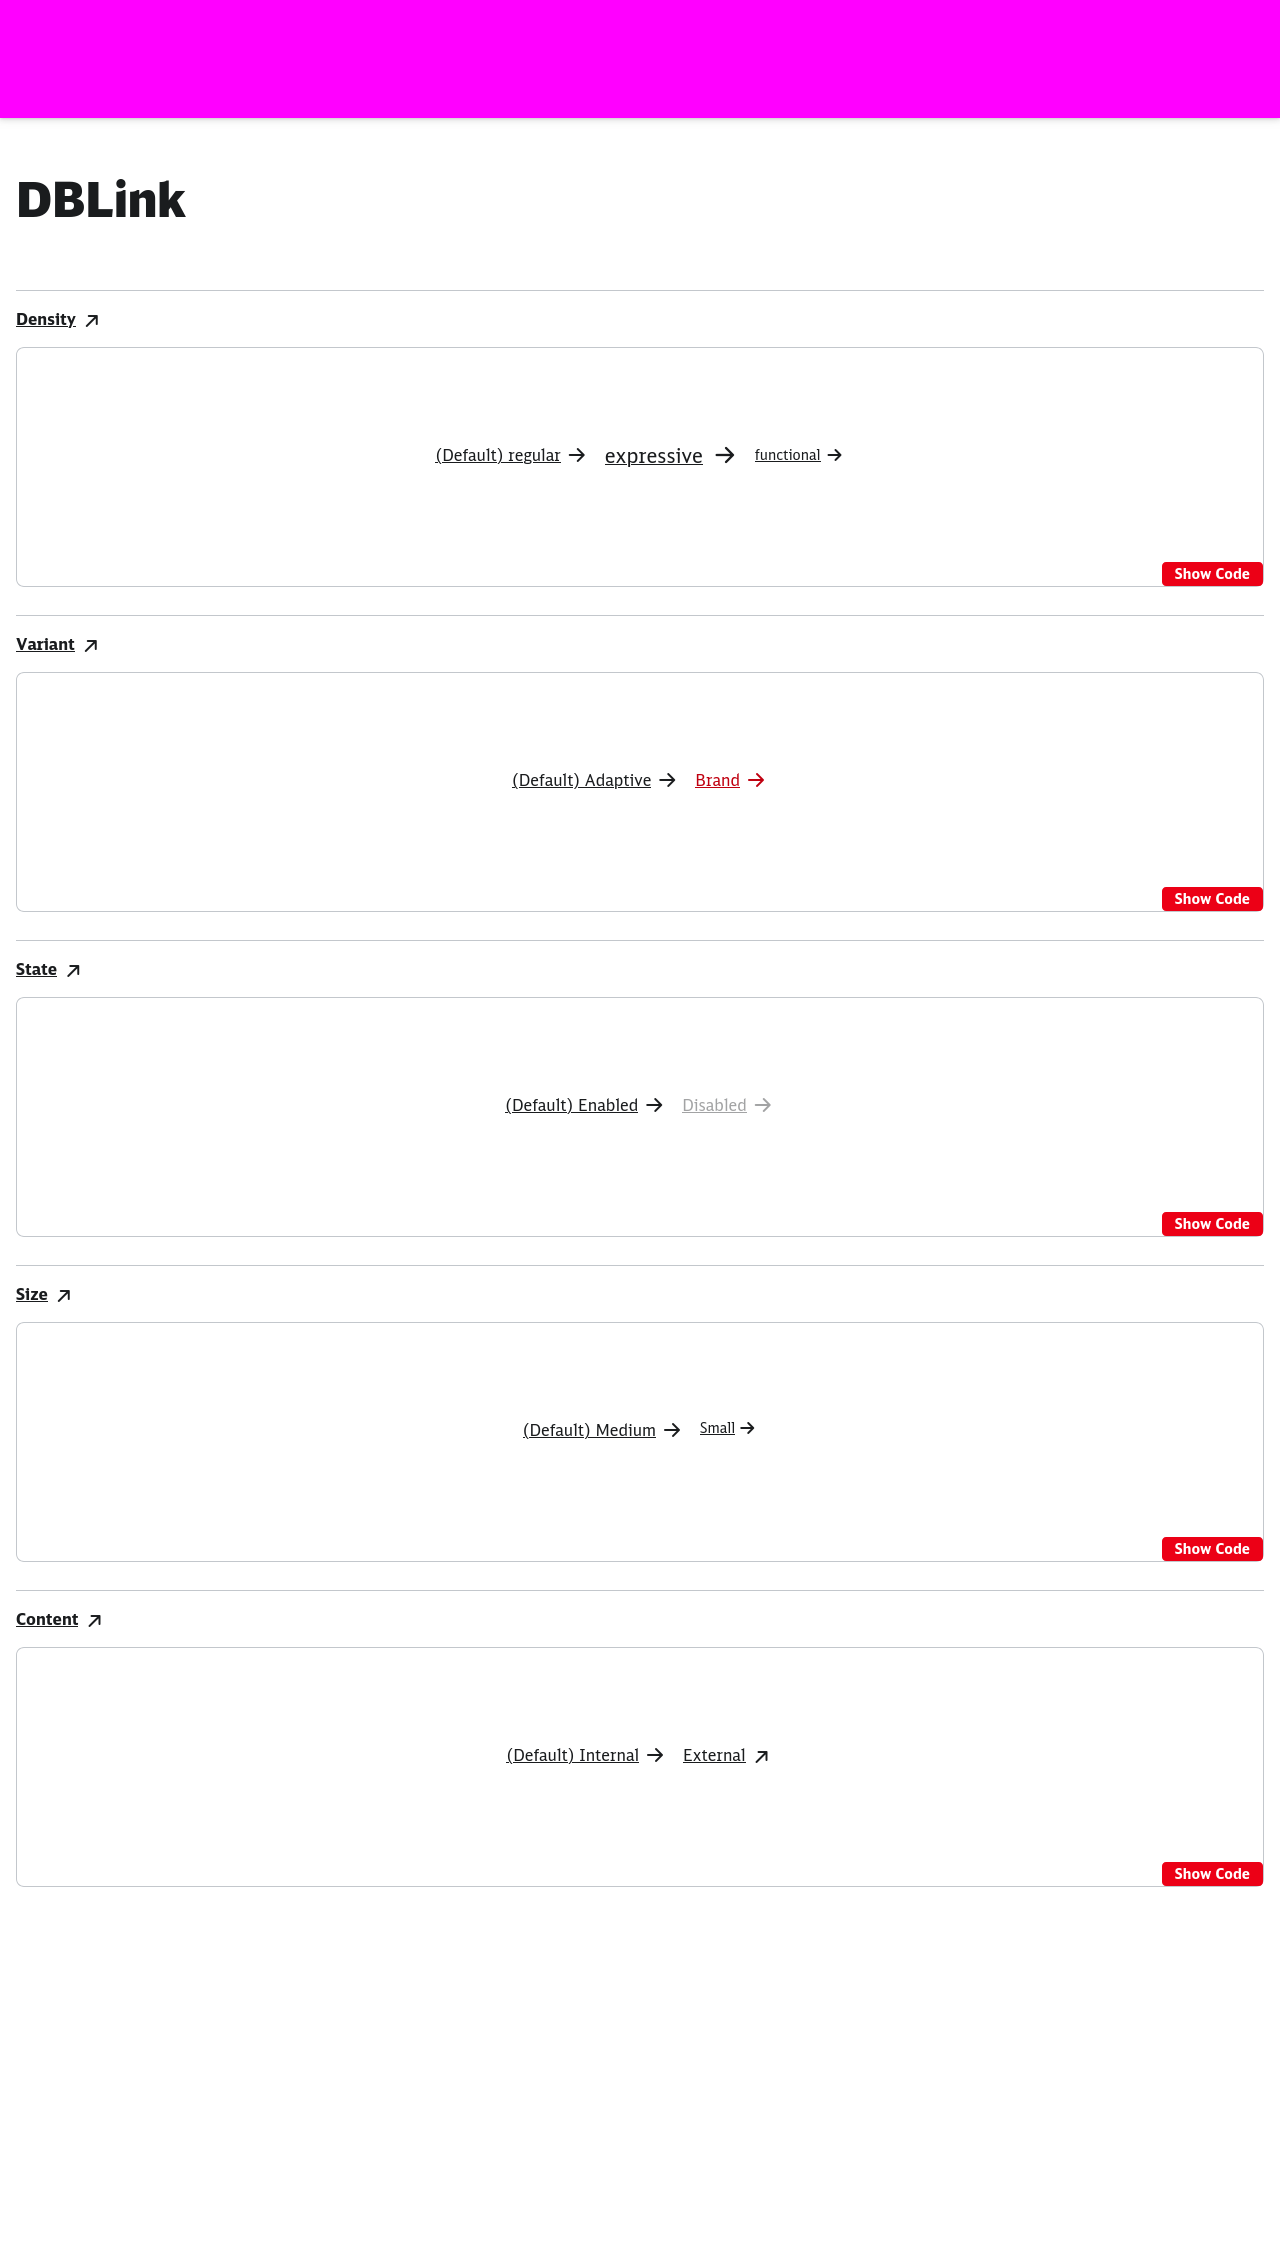 DBLink
Density
(Default) regular expressive functional
Show Code
Variant
(Default) Adaptive Brand
Show Code
State
(Default) Enabled Disabled
Show Code
Size
(Default) Medium Small
Show Code
Content
(Default) Internal External
Show Code